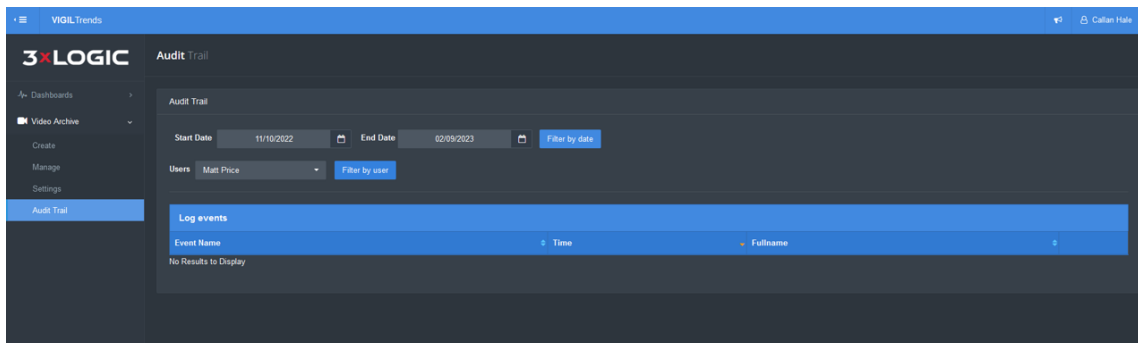 VIGILTrends
Callan Hale
3xLOGIC
Audit Trail
Dashboards
Video Archive
Create
Manage
Settings
Audit Trail
Audit Trail
Start Date 11/10/2022 End Date 02/09/2023 Filter by date
Users Matt Price Filter by user
Log events
Event Name Time Fullname
No Results to Display